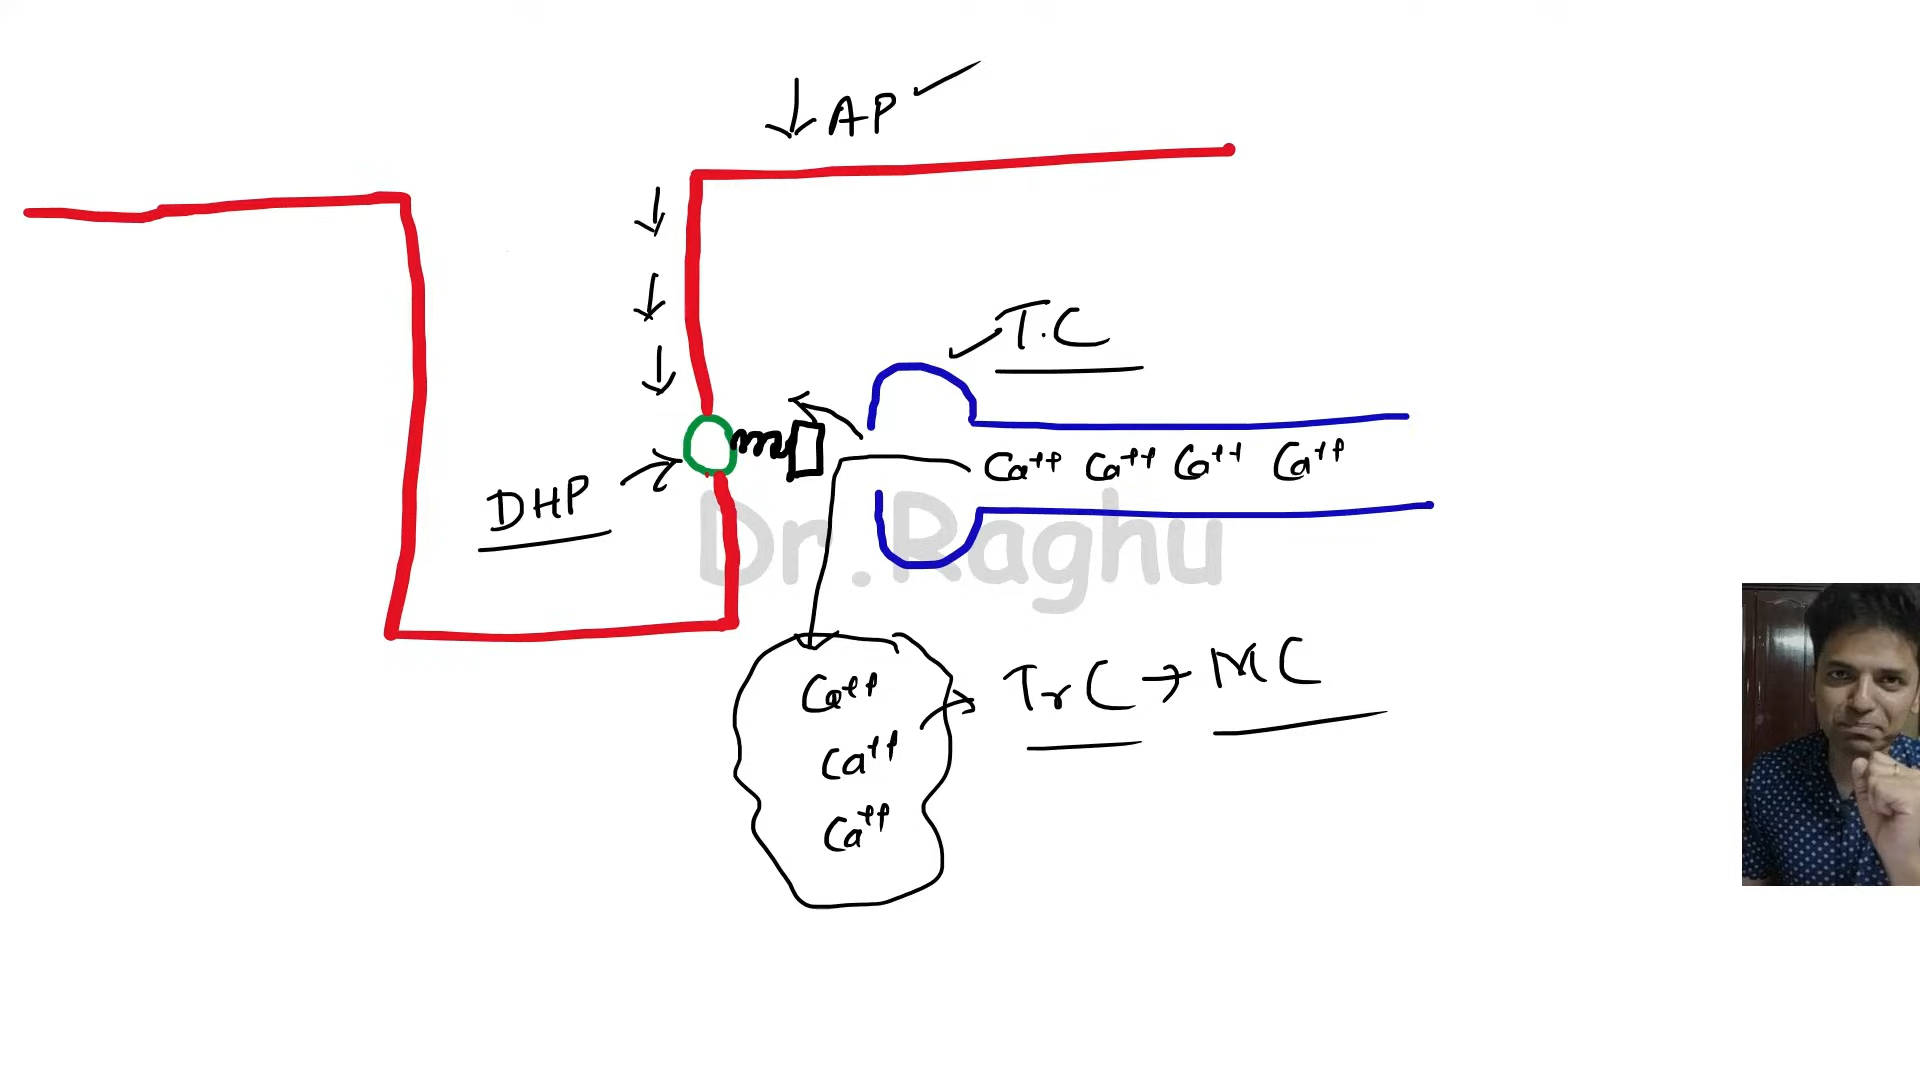 ↓ AP ✓
T.C
Ca⁺⁺ Ca⁺⁺ Ca⁺⁺ Ca⁺⁺
DHP
Dr.Raghu
Ca⁺⁺
TrC → MC
Ca⁺⁺
Ca⁺⁺